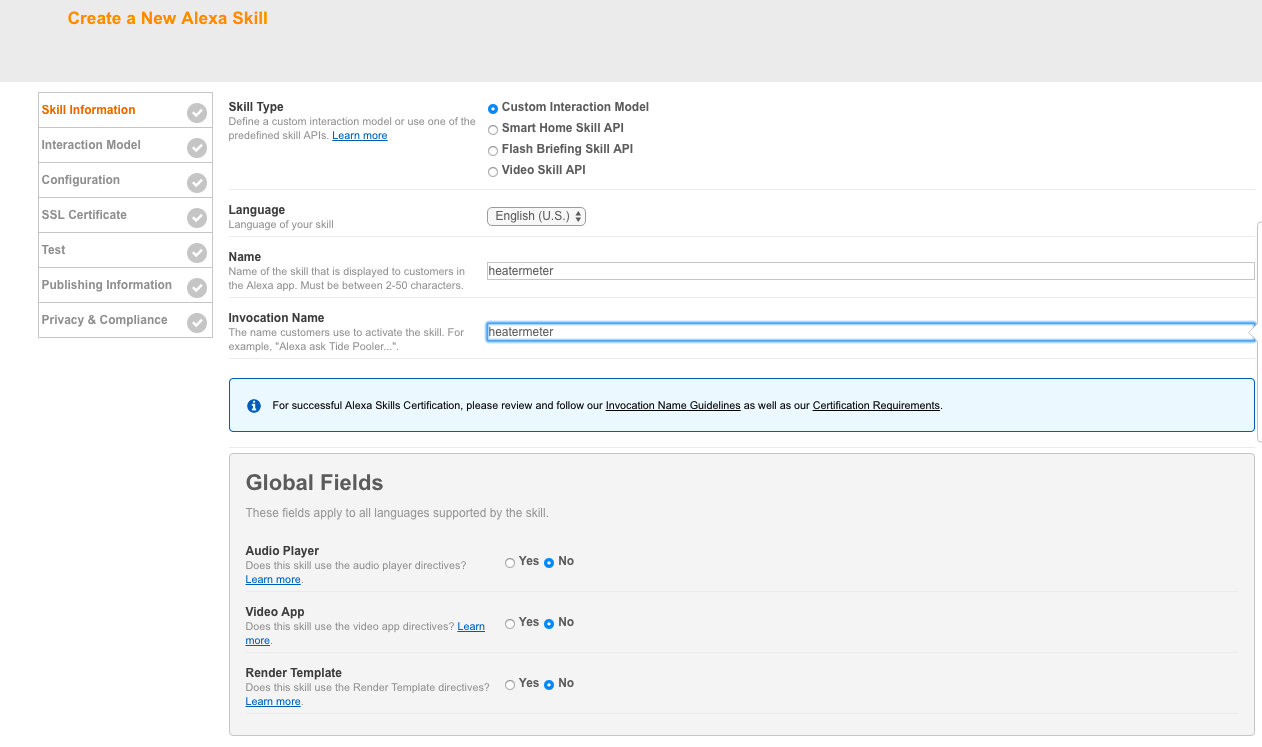 Create a New Alexa Skill
Skill Information
Interaction Model
Configuration
SSL Certificate
Test
Publishing Information
Privacy & Compliance
Skill Type
Define a custom interaction model or use one of the
predefined skill APIs. Learn more
Custom Interaction Model
Smart Home Skill API
Flash Briefing Skill API
Video Skill API
Language
Language of your skill
English (U.S.)
Name
Name of the skill that is displayed to customers in
the Alexa app. Must be between 2-50 characters.
heatermeter
Invocation Name
The name customers use to activate the skill. For
example, "Alexa ask Tide Pooler...".
heatermeter
For successful Alexa Skills Certification, please review and follow our Invocation Name Guidelines as well as our Certification Requirements.
Global Fields
These fields apply to all languages supported by the skill.
Audio Player
Does this skill use the audio player directives?
Learn more.
Yes No
Video App
Does this skill use the video app directives? Learn
more.
Yes No
Render Template
Does this skill use the Render Template directives?
Learn more.
Yes No